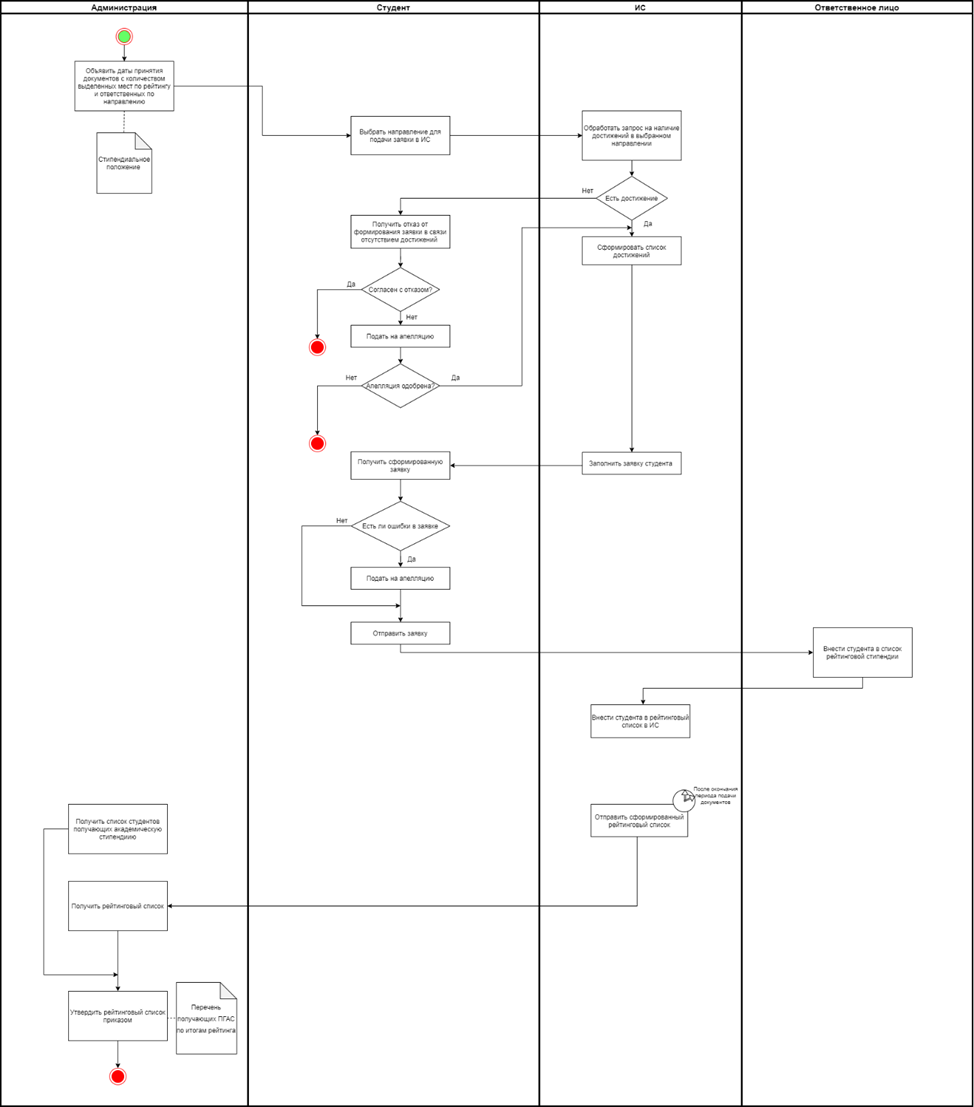 Администрация
Студент
ИС
Ответственное лицо
Объявить даты принятия
документов с количеством
выделенных мест по рейтингу
и ответственных по
направлению
Стипендиальное
положение
Выбрать направление для
подачи заявки в ИС
Обработать запрос на наличие
достижений в выбранном
направлении
Есть достижение
Нет
Да
Получить отказ от
формирования заявки в связи
отсутствием достижений
Сформировать список
достижений
Согласен с отказом?
Да
Нет
Подать на апелляцию
Апелляция одобрена?
Нет
Да
Получить сформированную
заявку
Заполнить заявку студента
Есть ли ошибки в заявке
Нет
Да
Подать на апелляцию
Отправить заявку
Внести студента в список
рейтинговой стипендии
Внести студента в рейтинговый
список в ИС
После окончания
периода подачи
документов
Отправить сформированный
рейтинговый список
Получить список студентов
получающих академическую
стипендиию
Получить рейтинговый список
Утвердить рейтинговый список
приказом
Перечень
получающих ПГАС
по итогам рейтинга